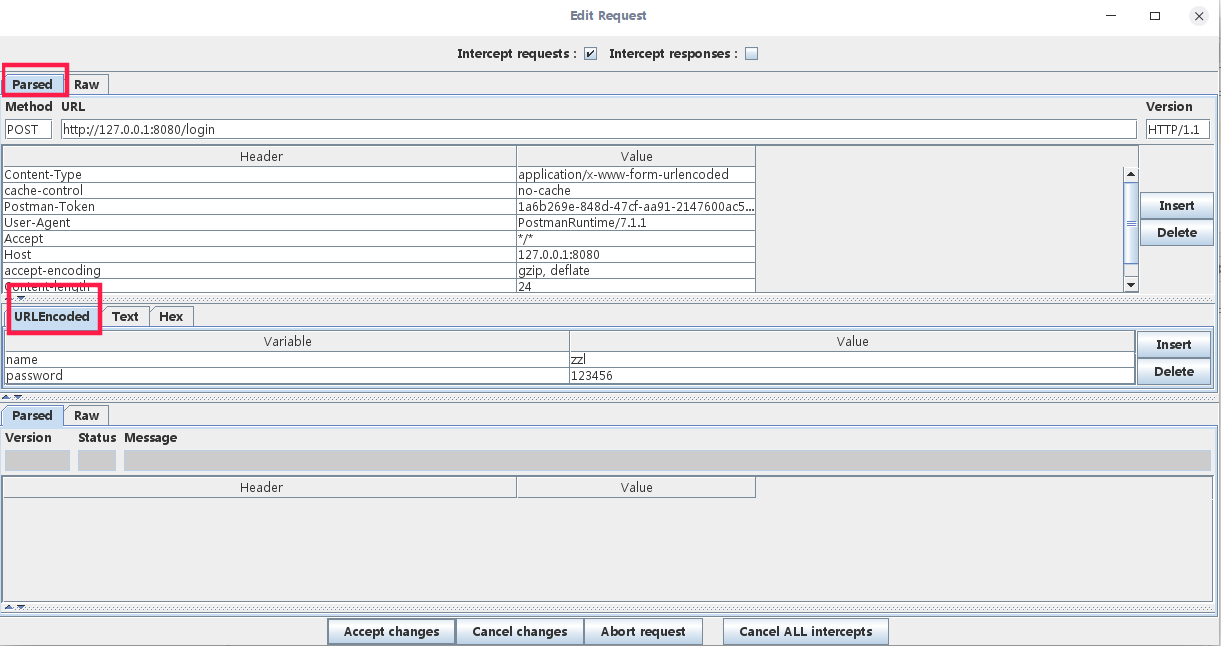 Edit Request
Intercept requests : Intercept responses :
Parsed Raw
Method URL Version
POST http://127.0.0.1:8080/login HTTP/1.1
Header Value
Content-Type application/x-www-form-urlencoded
cache-control no-cache
Postman-Token 1a6b269e-848d-47cf-aa91-2147600ac5...
Insert
User-Agent PostmanRuntime/7.1.1
Delete
Accept */*
Host 127.0.0.1:8080
accept-encoding gzip, deflate
Content-length 24
URLEncoded Text Hex
Variable Value
Insert
name zzl
Delete
password 123456
Parsed Raw
Version Status Message
Header Value
Accept changes Cancel changes Abort request Cancel ALL intercepts